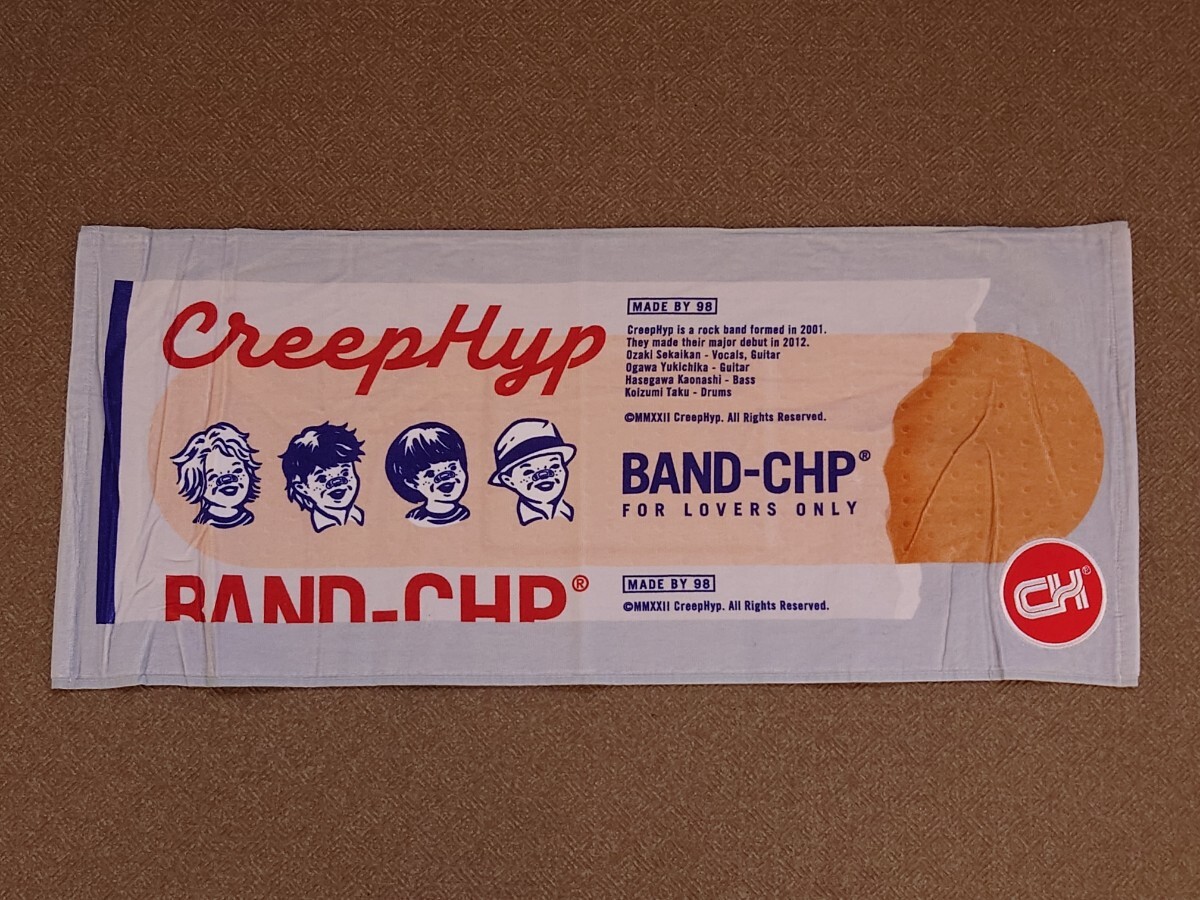 CreepHyp
BAND-CHP®
MADE BY 98
CreepHyp is a rock band formed in 2001.
They made their major debut in 2012.
Ozaki Sekaikan - Vocals, Guitar
Ogawa Yukichika - Guitar
Hasegawa Kaonashi - Bass
Koizumi Taku - Drums
©MMXXII CreepHyp. All Rights Reserved.
BAND-CHP®
FOR LOVERS ONLY
MADE BY 98
©MMXXII CreepHyp. All Rights Reserved.
CH®